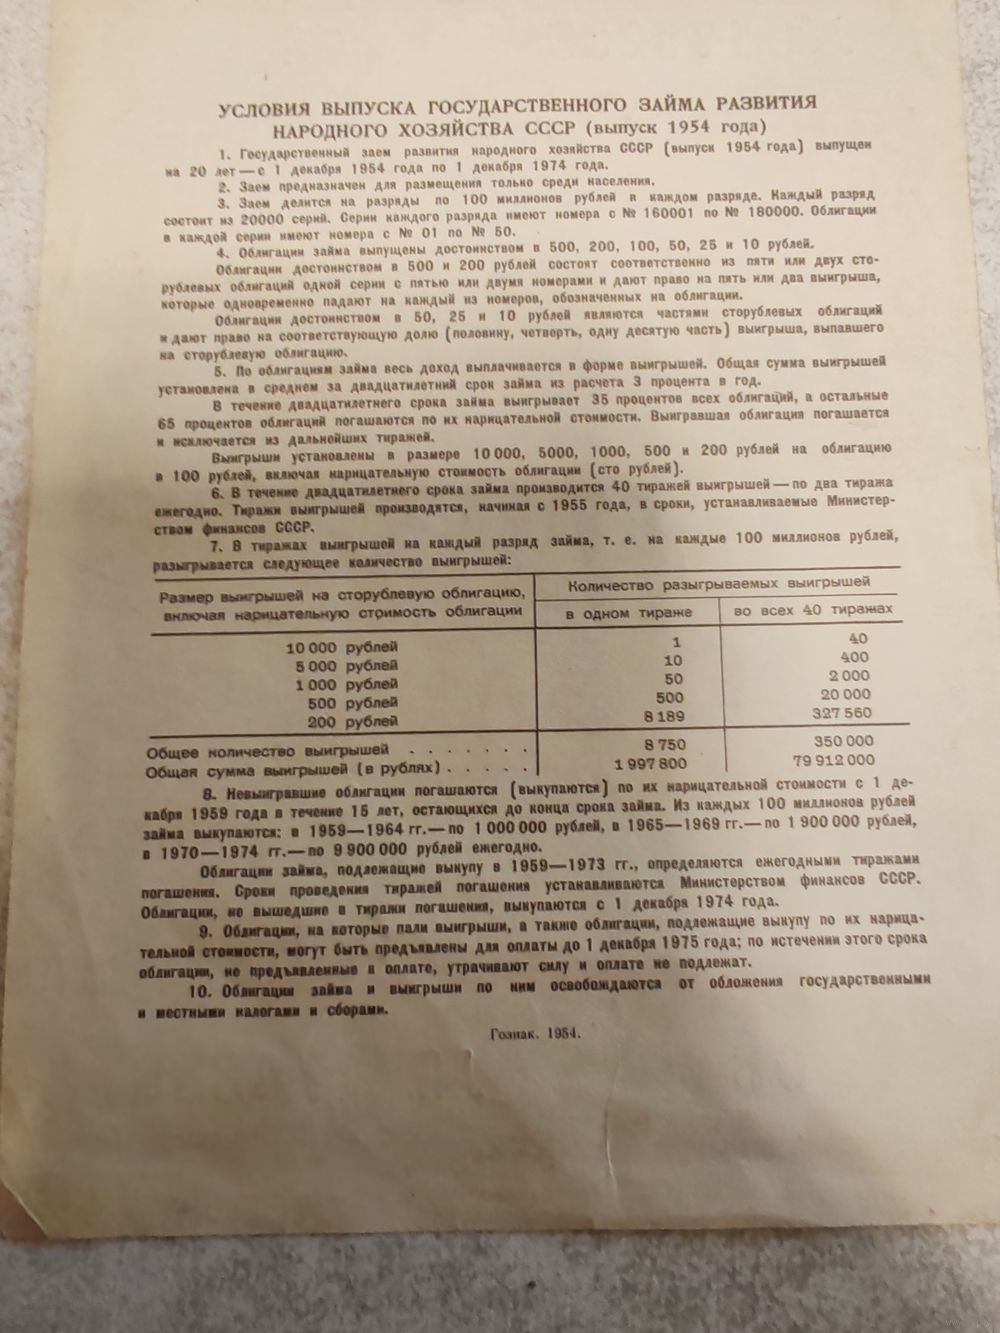 УСЛОВИЯ ВЫПУСКА ГОСУДАРСТВЕННОГО ЗАЙМА РАЗВИТИЯ
НАРОДНОГО ХОЗЯЙСТВА СССР (выпуск 1954 года)
1. Государственный заем развития народного хозяйства СССР (выпуск 1954 года) выпущен
на 20 лет — с 1 декабря 1954 года по 1 декабря 1974 года.
2. Заем предназначен для размещения только среди населения.
3. Заем делится на разряды по 100 миллионов рублей в каждом разряде. Каждый разряд
состоит из 20000 серий. Серии каждого разряда имеют номера с № 160001 по № 180000. Облигации
в каждой серии имеют номера с № 01 по № 50.
4. Облигации займа выпущены достоинством в 500, 200, 100, 50, 25 и 10 рублей.
Облигации достоинством в 500 и 200 рублей состоят соответственно из пяти или двух сто-
рублевых облигаций одной серии с пятью или двумя номерами и дают право на пять или два выигрыша,
которые одновременно падают на каждый из номеров, обозначенных на облигации.
Облигации достоинством в 50, 25 и 10 рублей являются частями сторублевых облигаций
и дают право на соответствующую долю (половину, четверть, одну десятую часть) выигрыша, выпавшего
на сторублевую облигацию.
5. По облигациям займа весь доход выплачивается в форме выигрышей. Общая сумма выигрышей
установлена в среднем за двадцатилетний срок займа из расчета 3 процента в год.
В течение двадцатилетнего срока займа выигрывает 35 процентов всех облигаций, а остальные
65 процентов облигаций погашаются по их нарицательной стоимости. Выигравшая облигация погашается
и исключается из дальнейших тиражей.
Выигрыши установлены в размере 10 000, 5000, 1000, 500 и 200 рублей на облигацию
в 100 рублей, включая нарицательную стоимость облигации (сто рублей).
6. В течение двадцатилетнего срока займа производится 40 тиражей выигрышей — по два тиража
ежегодно. Тиражи выигрышей производятся, начиная с 1955 года, в сроки, устанавливаемые Министер-
ством финансов СССР.
7. В тиражах выигрышей на каждый разряд займа, т. е. на каждые 100 миллионов рублей,
разыгрывается следующее количество выигрышей:
Размер выигрышей на сторублевую облигацию,
включая нарицательную стоимость облигации
Количество разыгрываемых выигрышей
в одном тираже во всех 40 тиражах
10 000 рублей 1 40
5 000 рублей 10 400
1 000 рублей 50 2 000
500 рублей 500 20 000
200 рублей 8 189 327 560
Общее количество выигрышей . . . . . . . 8 750 350 000
Общая сумма выигрышей (в рублях) . . . . . 1 997 800 79 912 000
8. Невыигравшие облигации погашаются (выкупаются) по их нарицательной стоимости с 1 де-
кабря 1959 года в течение 15 лет, остающихся до конца срока займа. Из каждых 100 миллионов рублей
займа выкупаются: в 1959—1964 гг.— по 1 000 000 рублей, в 1965—1969 гг.— по 1 900 000 рублей,
в 1970—1974 гг.— по 9 900 000 рублей ежегодно.
Облигации займа, подлежащие выкупу в 1959—1973 гг., определяются ежегодными тиражами
погашения. Сроки проведения тиражей погашения устанавливаются Министерством финансов СССР.
Облигации, не вышедшие в тиражи погашения, выкупаются с 1 декабря 1974 года.
9. Облигации, на которые пали выигрыши, а также облигации, подлежащие выкупу по их нарица-
тельной стоимости, могут быть предъявлены для оплаты до 1 декабря 1975 года; по истечении этого срока
облигации, не предъявленные к оплате, утрачивают силу и оплате не подлежат.
10. Облигации займа и выигрыши по ним освобождаются от обложения государственными
и местными налогами и сборами.
Гознак. 1954.